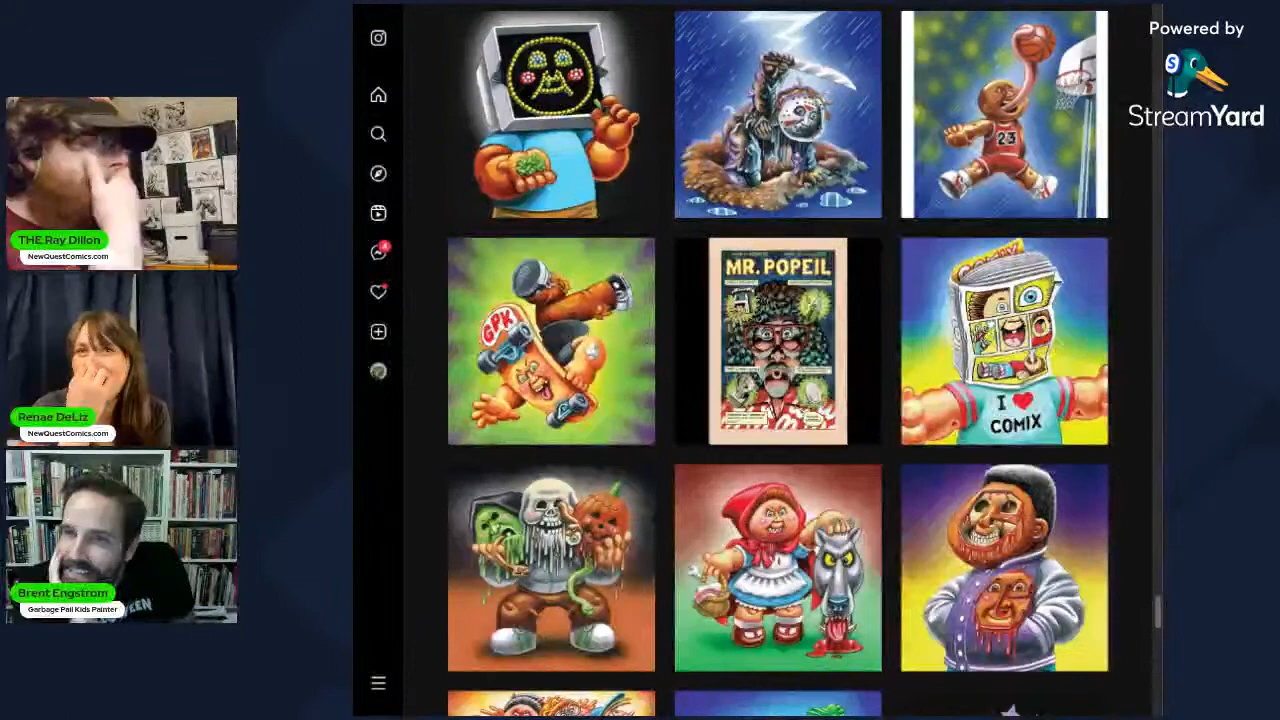 Powered by
S
StreamYard
THE Ray Dillon
NewQuestComics.com
Renae DeLiz
NewQuestComics.com
Brent Engstrom
Garbage Pail Kids Painter
23
GPK
MR. POPEIL
I
COMIX